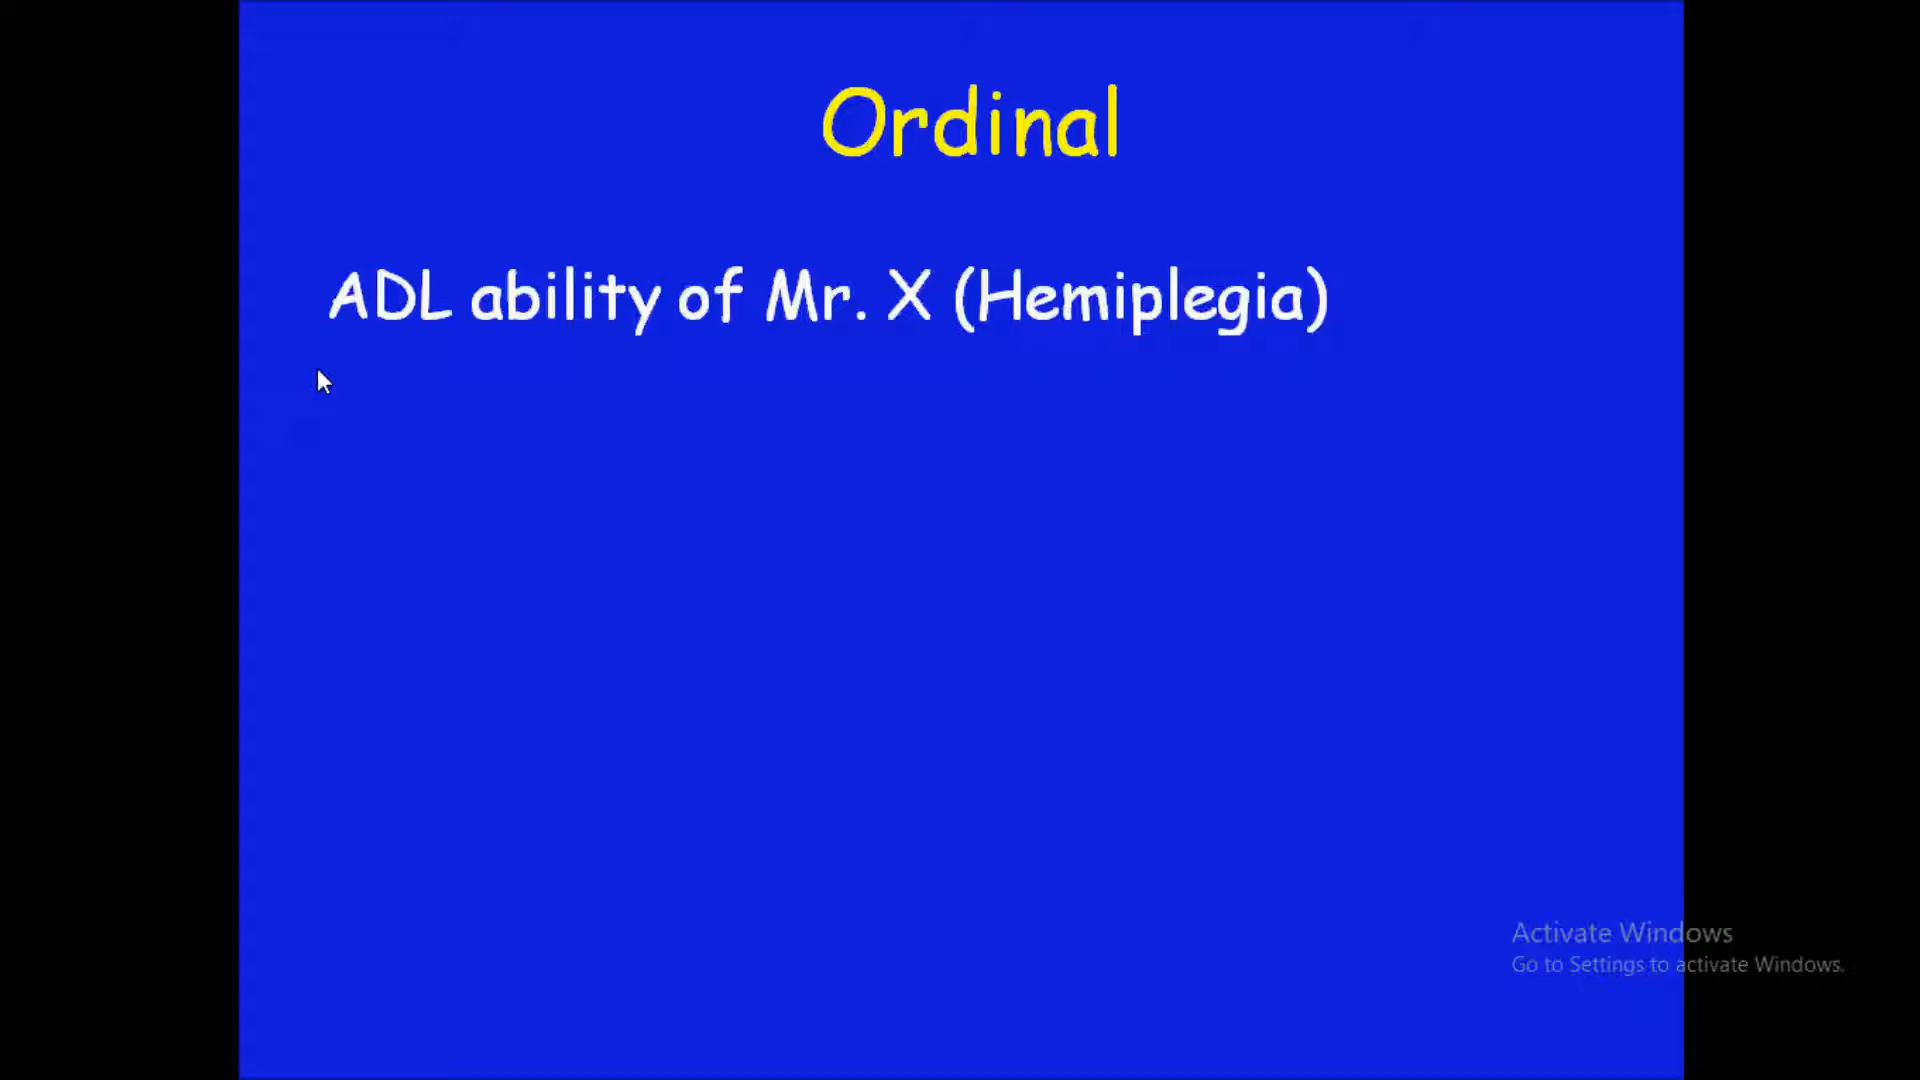 Ordinal
ADL ability of Mr. X (Hemiplegia)
Activate Windows
Go to Settings to activate Windows.